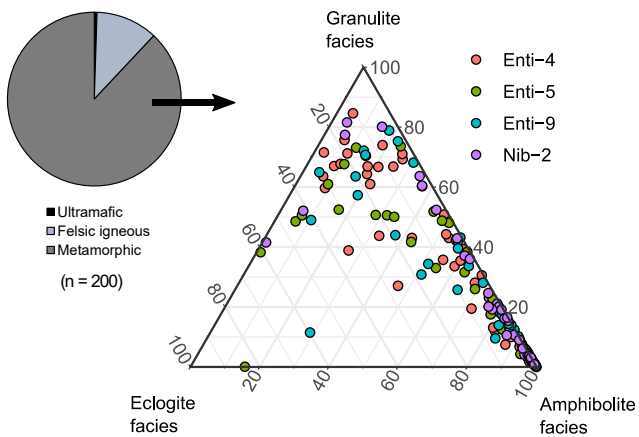 Granulite
facies
100
80
60
40
20
20
40
60
80
100
20
40
60
80
100
Eclogite
facies
Amphibolite
facies
Enti-4
Enti-5
Enti-9
Nib-2
Ultramafic
Felsic igneous
Metamorphic
(n = 200)